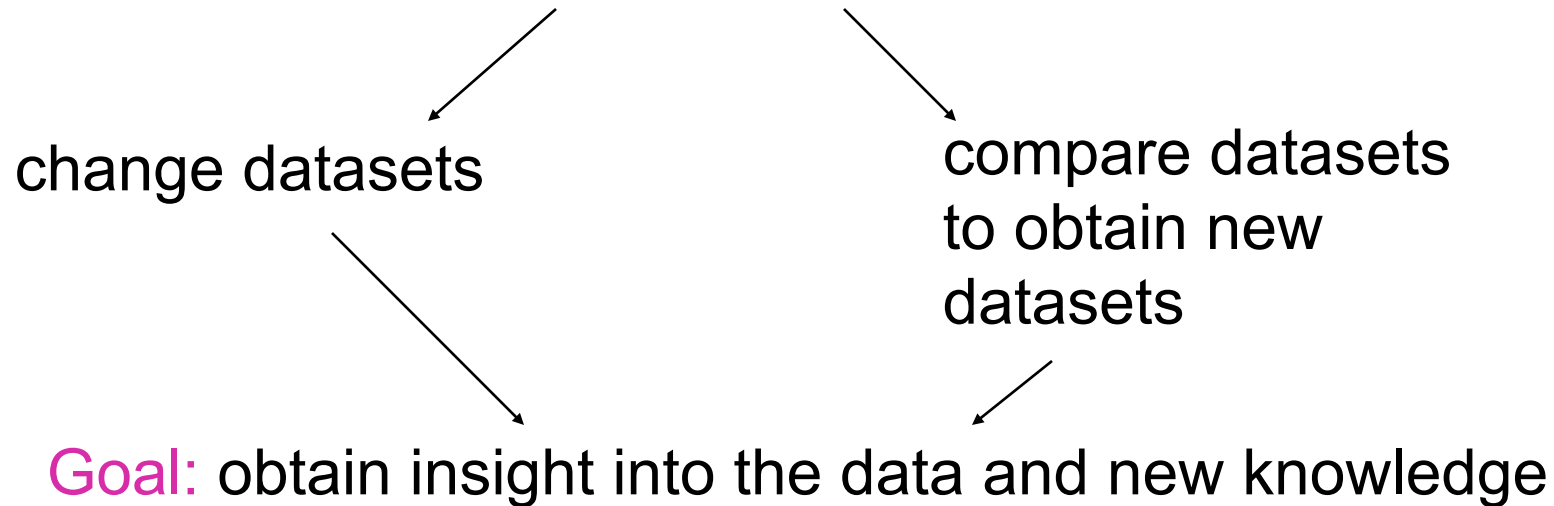 change datasets
compare datasets
to obtain new
datasets
Goal: obtain insight into the data and new knowledge